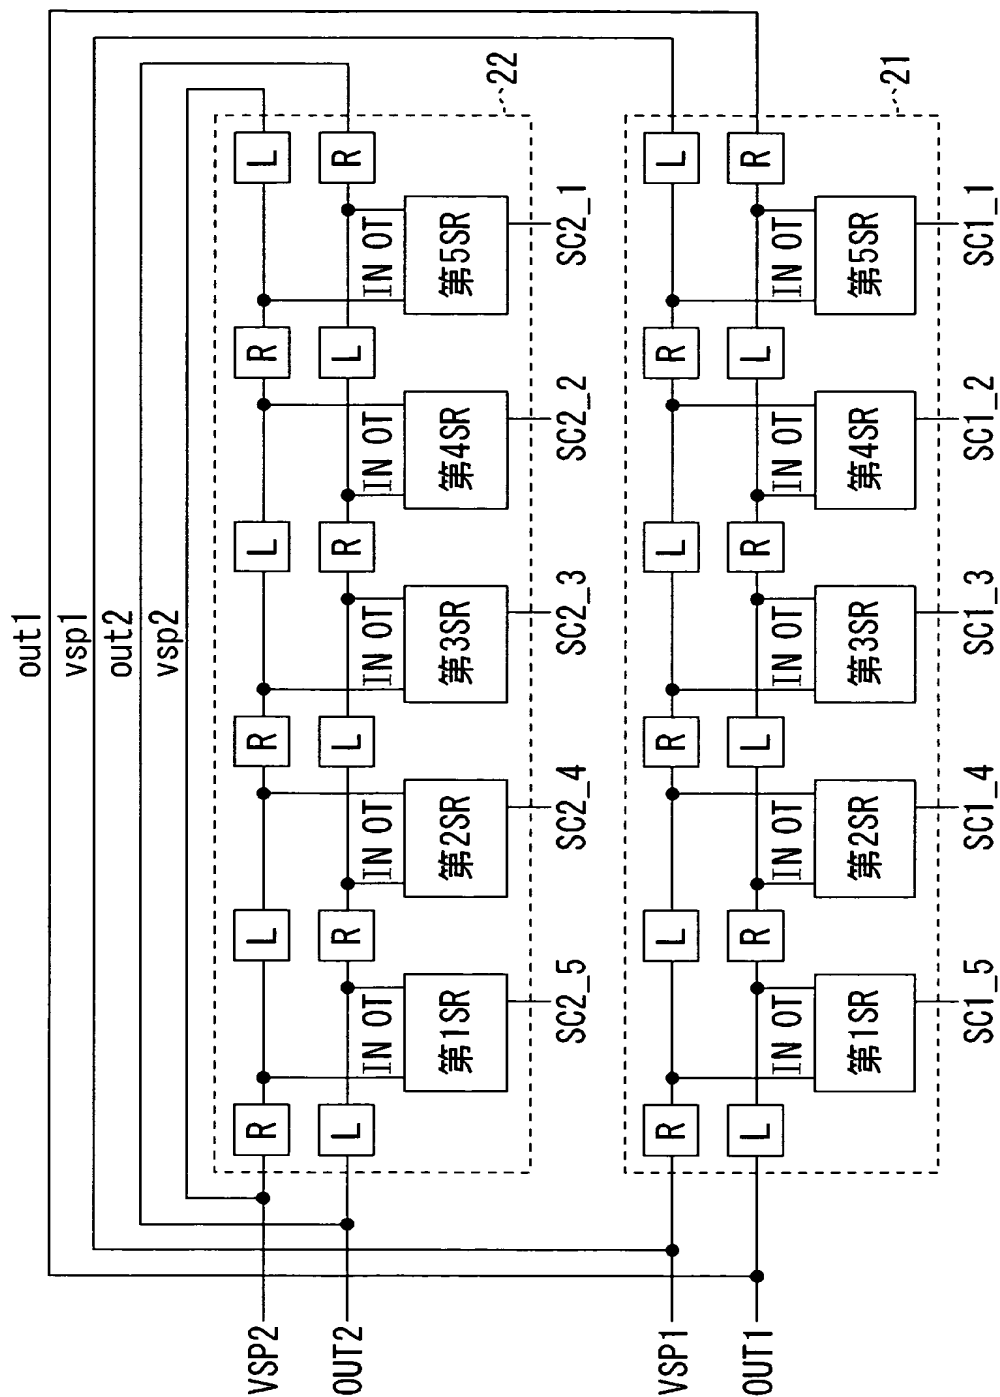 out1
vsp1
out2
vsp2
VSP2 R L R L R L
OUT2 L R L R L R
IN OT IN OT IN OT IN OT IN OT
第1SR 第2SR 第3SR 第4SR 第5SR
22
SC2_5 SC2_4 SC2_3 SC2_2 SC2_1
VSP1 R L R L R L
OUT1 L R L R L R
IN OT IN OT IN OT IN OT IN OT
第1SR 第2SR 第3SR 第4SR 第5SR
21
SC1_5 SC1_4 SC1_3 SC1_2 SC1_1